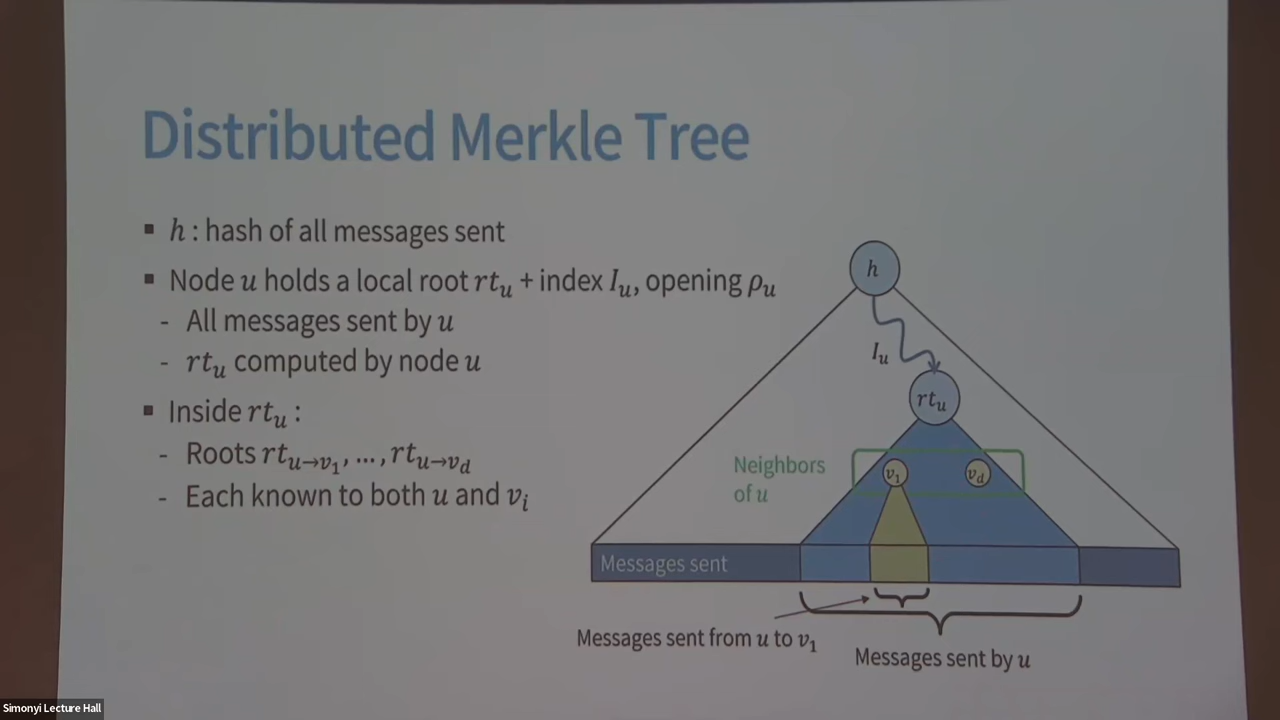 Distributed Merkle Tree
▪ h : hash of all messages sent
▪ Node u holds a local root rt_u + index I_u, opening ρ_u
- All messages sent by u
- rt_u computed by node u
▪ Inside rt_u :
- Roots rt_{u→v_1}, …, rt_{u→v_d}
- Each known to both u and v_i
h
I_u
rt_u
Neighbors
of u
v_1
v_d
Messages sent
Messages sent from u to v_1
Messages sent by u
Simonyi Lecture Hall